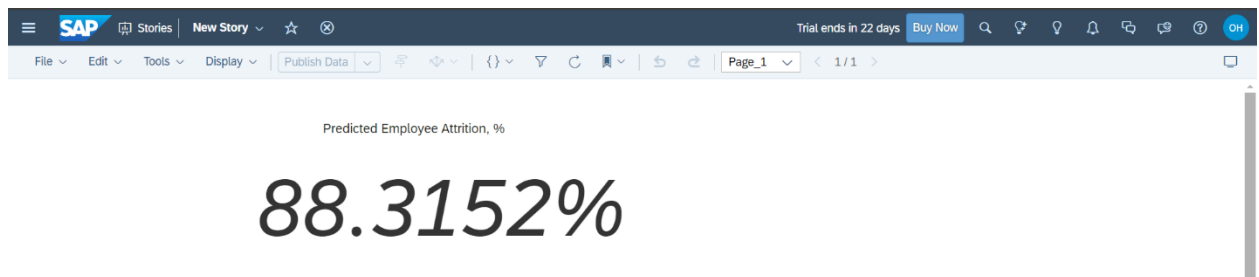 SAP Stories New Story Trial ends in 22 days Buy Now OH
File Edit Tools Display Publish Data {} Page_1 1/1
Predicted Employee Attrition, %
88.3152%